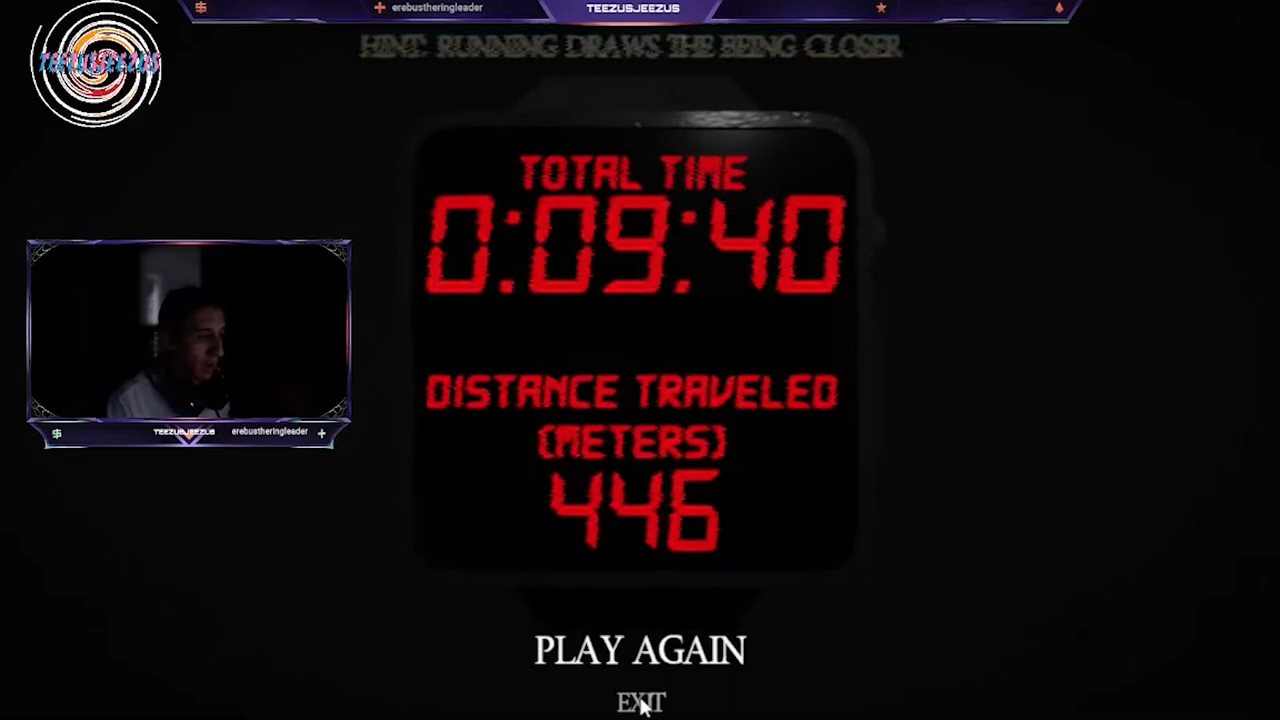 erebustheringleader
TEEZUSJEEZUS
HINT: RUNNING DRAWS THE BEING CLOSER
TEEZUSJEEZUS
TOTAL TIME
0:09:40
DISTANCE TRAVELED
(METERS)
446
TEEZUSJEEZUS
erebustheringleader
PLAY AGAIN
EXIT